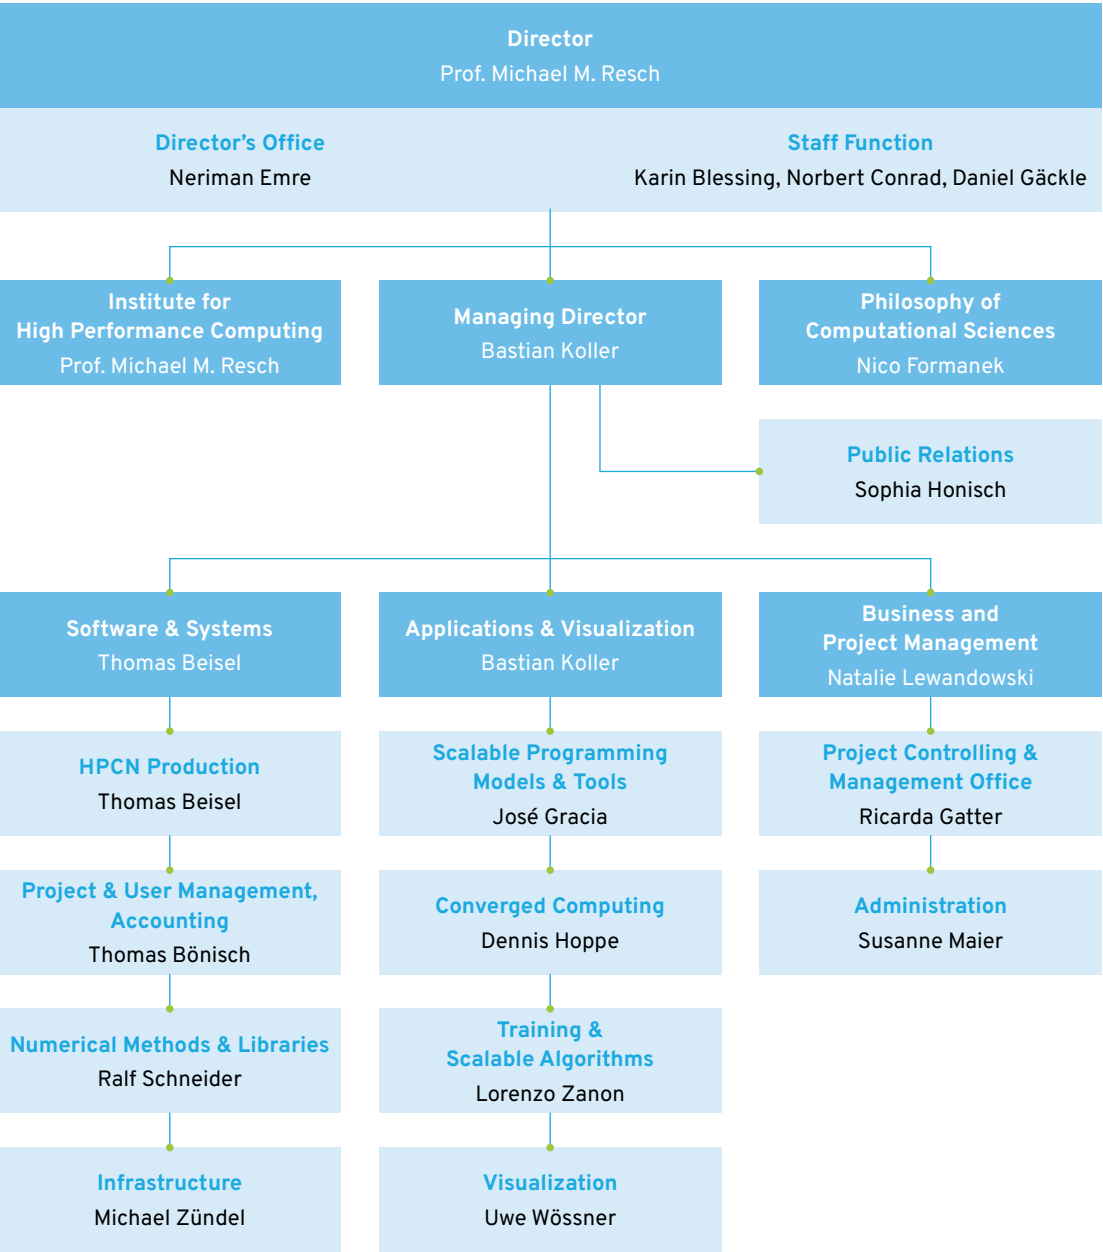 Director
Prof. Michael M. Resch
Director’s Office
Neriman Emre
Staff Function
Karin Blessing, Norbert Conrad, Daniel Gäckle
Institute for
High Performance Computing
Prof. Michael M. Resch
Managing Director
Bastian Koller
Philosophy of
Computational Sciences
Nico Formanek
Public Relations
Sophia Honisch
Software & Systems
Thomas Beisel
Applications & Visualization
Bastian Koller
Business and
Project Management
Natalie Lewandowski
HPCN Production
Thomas Beisel
Scalable Programming
Models & Tools
José Gracia
Project Controlling &
Management Office
Ricarda Gatter
Project & User Management,
Accounting
Thomas Bönisch
Converged Computing
Dennis Hoppe
Administration
Susanne Maier
Numerical Methods & Libraries
Ralf Schneider
Training &
Scalable Algorithms
Lorenzo Zanon
Infrastructure
Michael Zündel
Visualization
Uwe Wössner